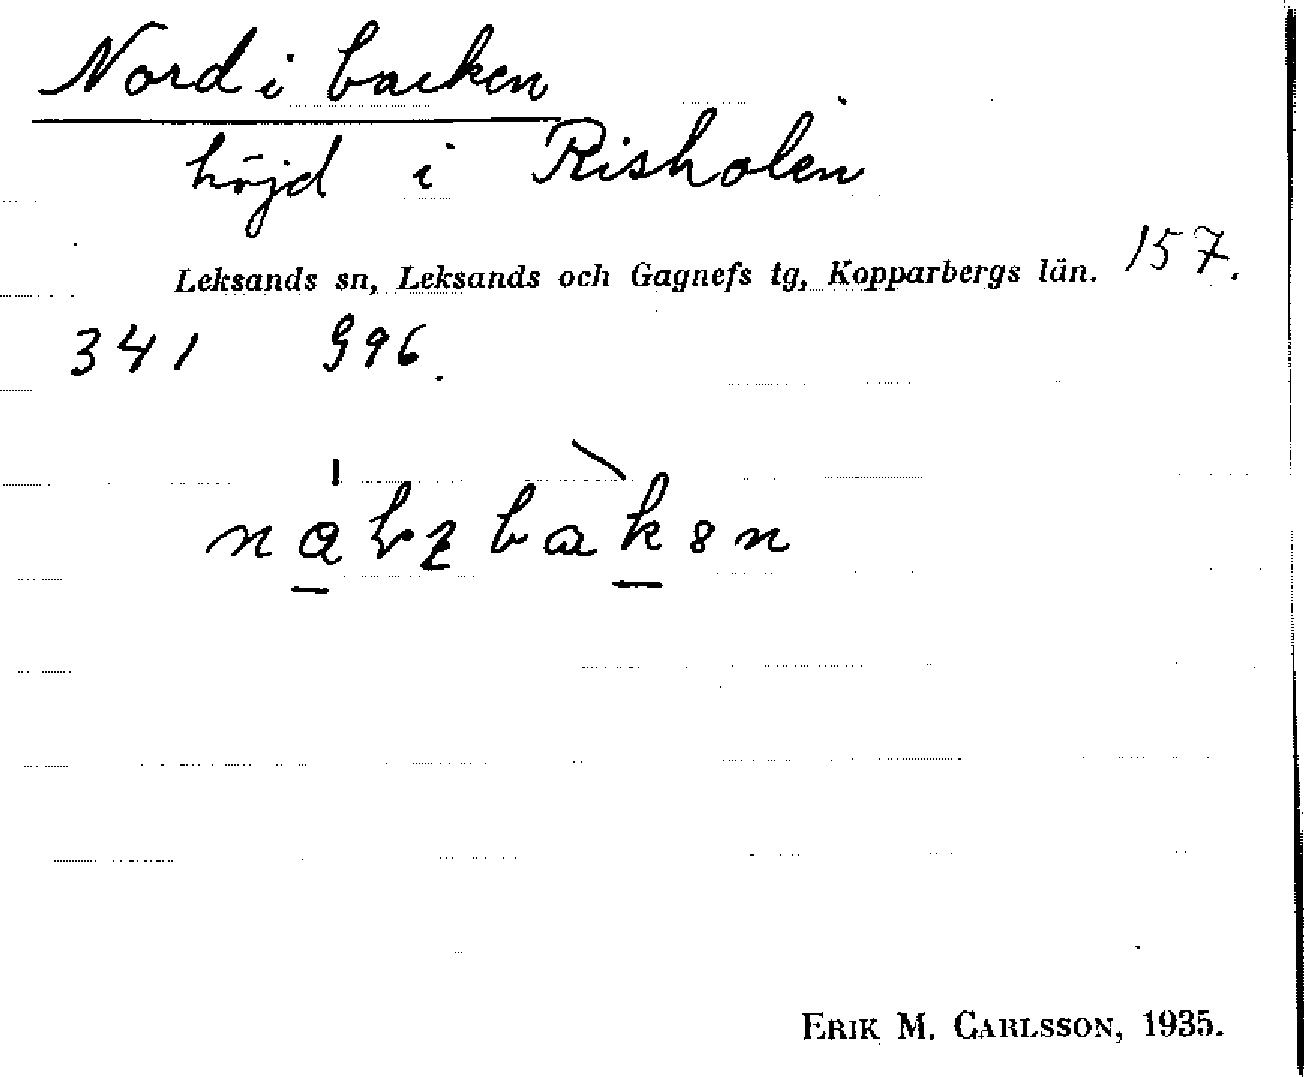 Nord i backen
höjd i Risholen
Leksands sn, Leksands och Gagnefs tg, Kopparbergs län. 157.
341 996.
ERIK M. CARLSSON, 1935.